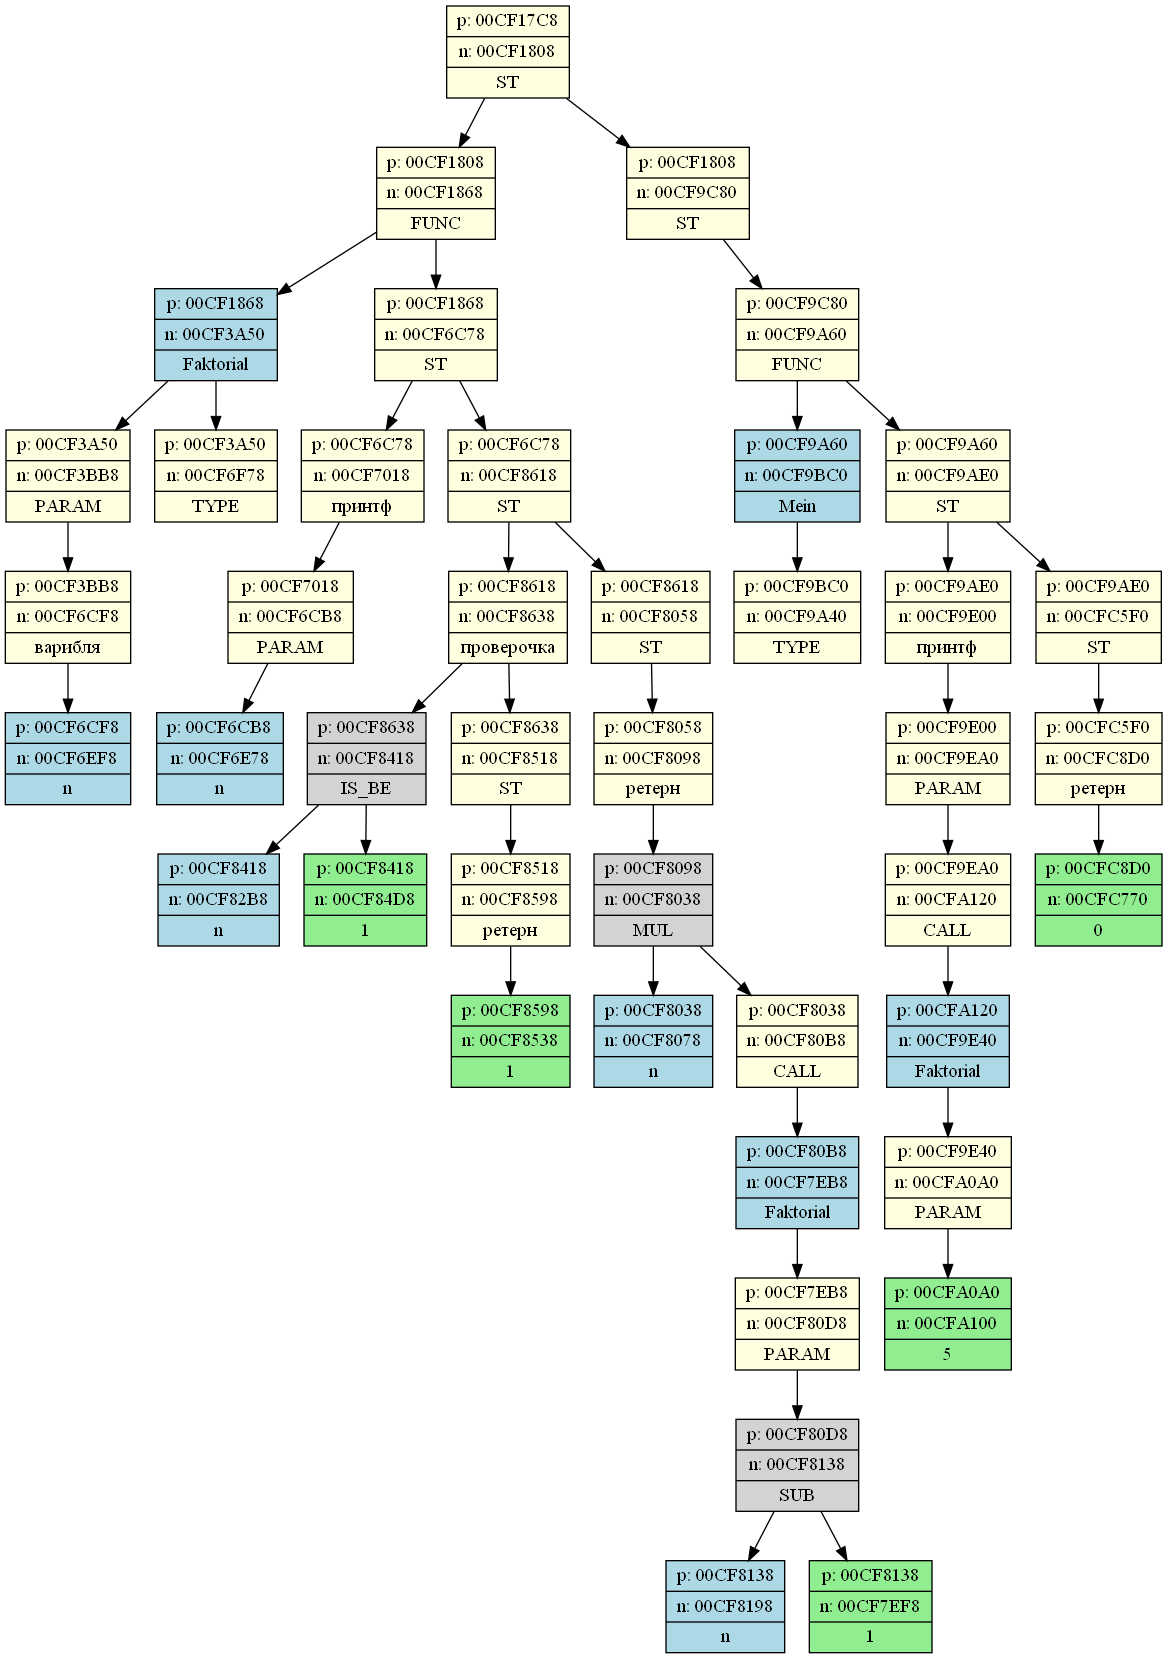 p: 00CF17C8
n: 00CF1808
ST
p: 00CF1808
n: 00CF1868
FUNC
p: 00CF1808
n: 00CF9C80
ST
p: 00CF1868
n: 00CF3A50
Faktorial
p: 00CF1868
n: 00CF6C78
ST
p: 00CF9C80
n: 00CF9A60
FUNC
p: 00CF3A50
n: 00CF3BB8
PARAM
p: 00CF3A50
n: 00CF6F78
TYPE
p: 00CF6C78
n: 00CF7018
принтф
p: 00CF6C78
n: 00CF8618
ST
p: 00CF9A60
n: 00CF9BC0
Mein
p: 00CF9A60
n: 00CF9AE0
ST
p: 00CF3BB8
n: 00CF6CF8
варибля
p: 00CF7018
n: 00CF6CB8
PARAM
p: 00CF8618
n: 00CF8638
проверочка
p: 00CF8618
n: 00CF8058
ST
p: 00CF9BC0
n: 00CF9A40
TYPE
p: 00CF9AE0
n: 00CF9E00
принтф
p: 00CF9AE0
n: 00CFC5F0
ST
p: 00CF6CF8
n: 00CF6EF8
n
p: 00CF6CB8
n: 00CF6E78
n
p: 00CF8638
n: 00CF8418
IS_BE
p: 00CF8638
n: 00CF8518
ST
p: 00CF8058
n: 00CF8098
ретерн
p: 00CF9E00
n: 00CF9EA0
PARAM
p: 00CFC5F0
n: 00CFC8D0
ретерн
p: 00CF8418
n: 00CF82B8
n
p: 00CF8418
n: 00CF84D8
1
p: 00CF8518
n: 00CF8598
ретерн
p: 00CF8098
n: 00CF8038
MUL
p: 00CF9EA0
n: 00CFA120
CALL
p: 00CFC8D0
n: 00CFC770
0
p: 00CF8598
n: 00CF8538
1
p: 00CF8038
n: 00CF8078
n
p: 00CF8038
n: 00CF80B8
CALL
p: 00CFA120
n: 00CF9E40
Faktorial
p: 00CF80B8
n: 00CF7EB8
Faktorial
p: 00CF9E40
n: 00CFA0A0
PARAM
p: 00CF7EB8
n: 00CF80D8
PARAM
p: 00CFA0A0
n: 00CFA100
5
p: 00CF80D8
n: 00CF8138
SUB
p: 00CF8138
n: 00CF8198
n
p: 00CF8138
n: 00CF7EF8
1